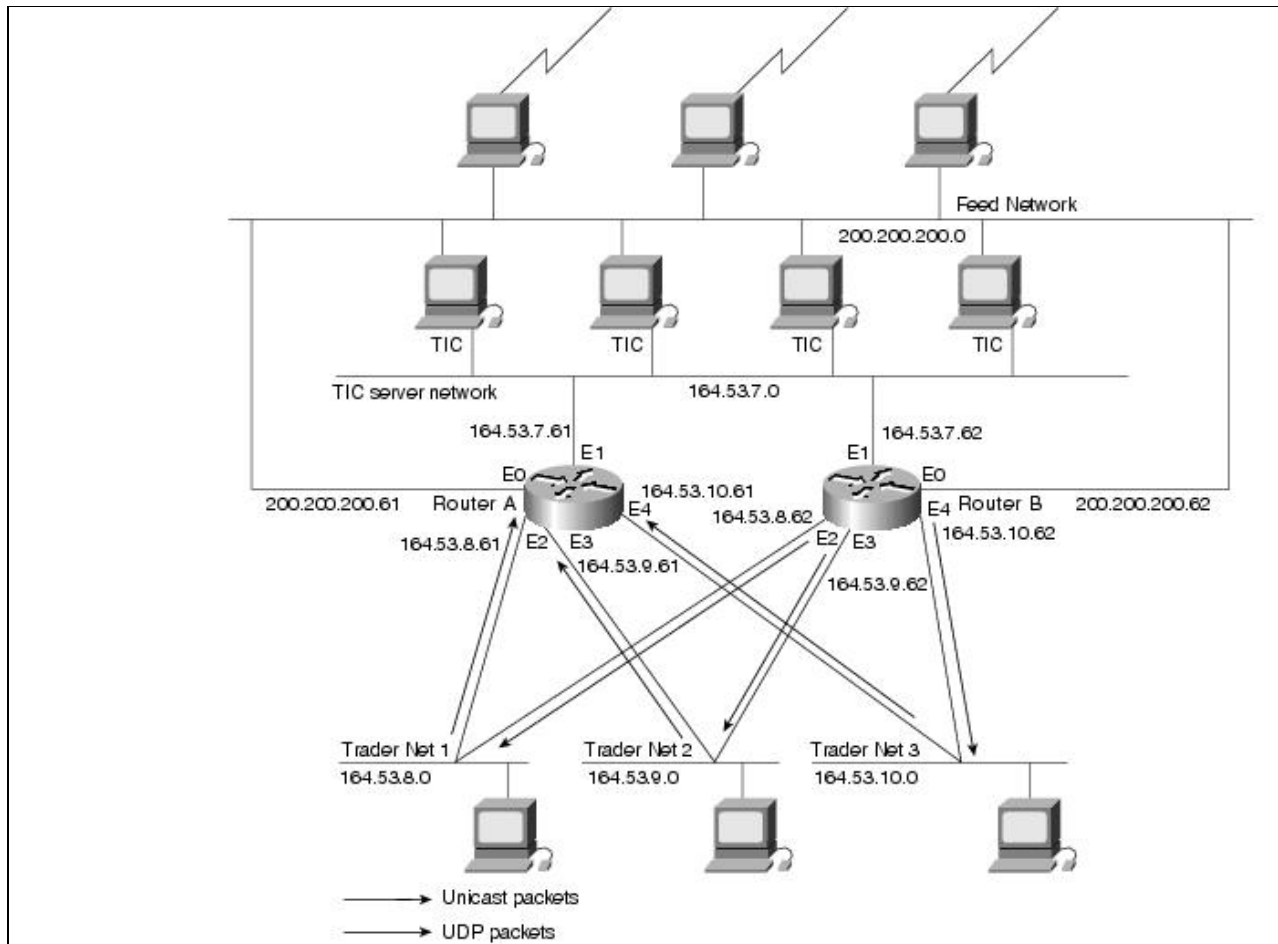 Feed Network
200.200.200.0
TIC
TIC
TIC
TIC
TIC server network
164.53.7.0
164.53.7.61
164.53.7.62
E1
E1
E0
E0
200.200.200.61
Router A
164.53.10.61
E4
164.53.8.62
E4
Router B
200.200.200.62
164.53.8.61
E2
E3
164.53.9.61
E2
E3
164.53.10.62
164.53.9.62
Trader Net 1
164.53.8.0
Trader Net 2
164.53.9.0
Trader Net 3
164.53.10.0
Unicast packets
UDP packets